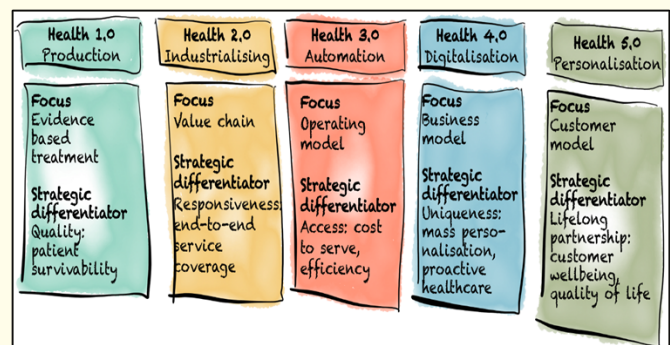 Health 1.0
Production
Focus
Evidence
based
treatment
Strategic
differentiator
Quality:
patient
survivability
Health 2.0
Industrialising
Focus
Value chain
Strategic
differentiator
Responsiveness:
end-to-end
service
coverage
Health 3.0
Automation
Focus
Operating
model
Strategic
differentiator
Access: cost
to serve,
efficiency
Health 4.0
Digitalisation
Focus
Business
model
Strategic
differentiator
Uniqueness:
mass perso-
nalisation,
proactive
healthcare
Health 5.0
Personalisation
Focus
Customer
model
Strategic
differentiator
Lifelong
partnership:
customer
wellbeing,
quality of life